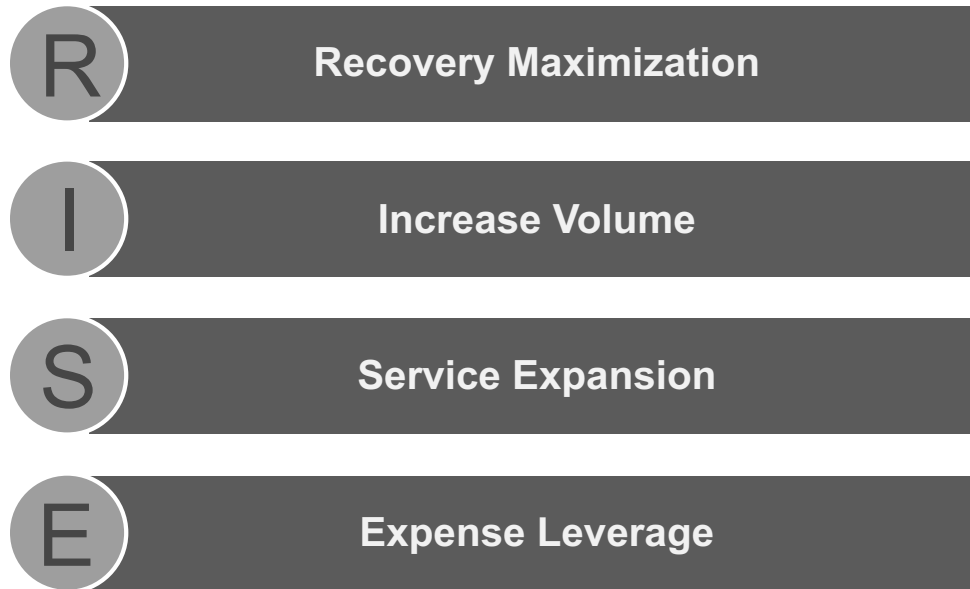 R
Recovery Maximization
I
Increase Volume
S
Service Expansion
E
Expense Leverage